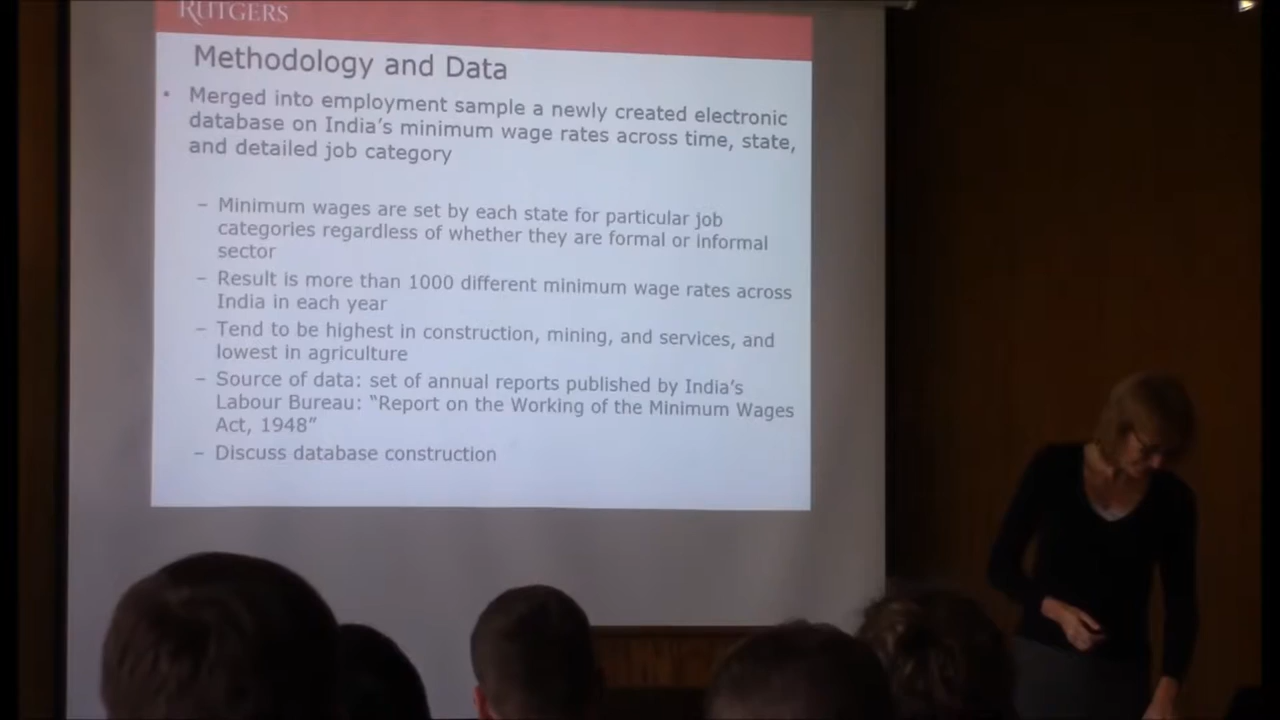 RUTGERS
Methodology and Data
• Merged into employment sample a newly created electronic
database on India's minimum wage rates across time, state,
and detailed job category
– Minimum wages are set by each state for particular job
categories regardless of whether they are formal or informal
sector
– Result is more than 1000 different minimum wage rates across
India in each year
– Tend to be highest in construction, mining, and services, and
lowest in agriculture
– Source of data: set of annual reports published by India's
Labour Bureau: “Report on the Working of the Minimum Wages
Act, 1948”
– Discuss database construction